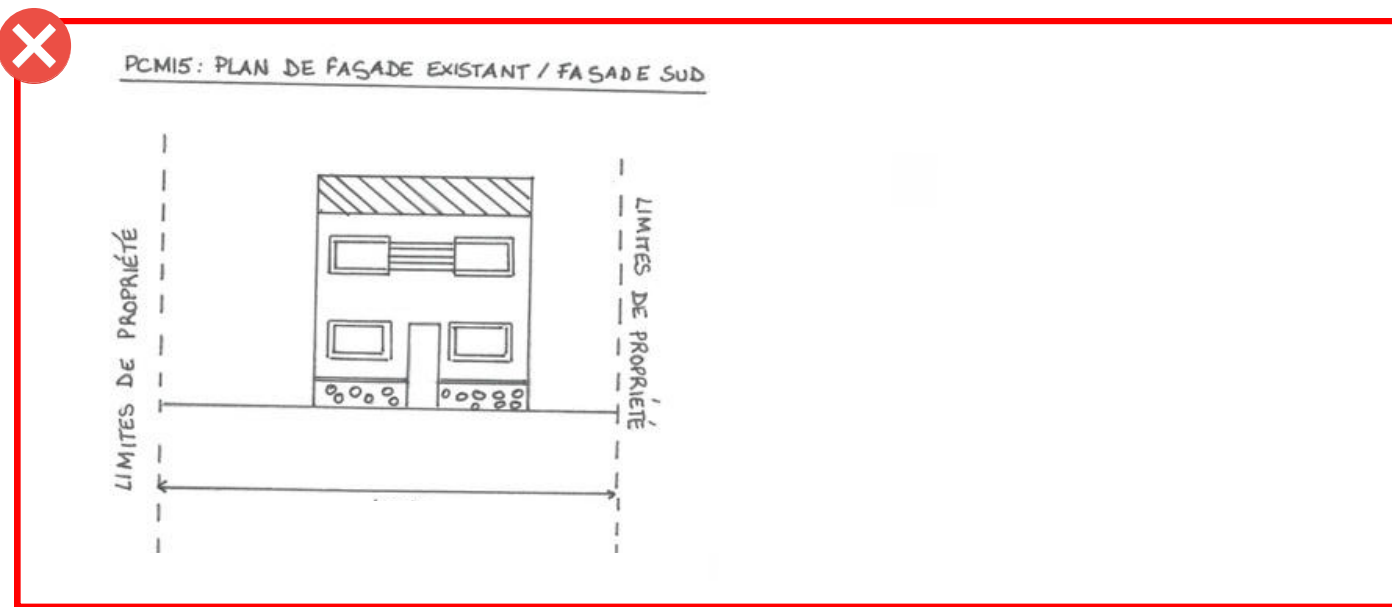 PCMI5: PLAN DE FAÇADE EXISTANT / FAÇADE SUD
LIMITES DE PROPRIÉTÉ
LIMITES DE PROPRIÉTÉ